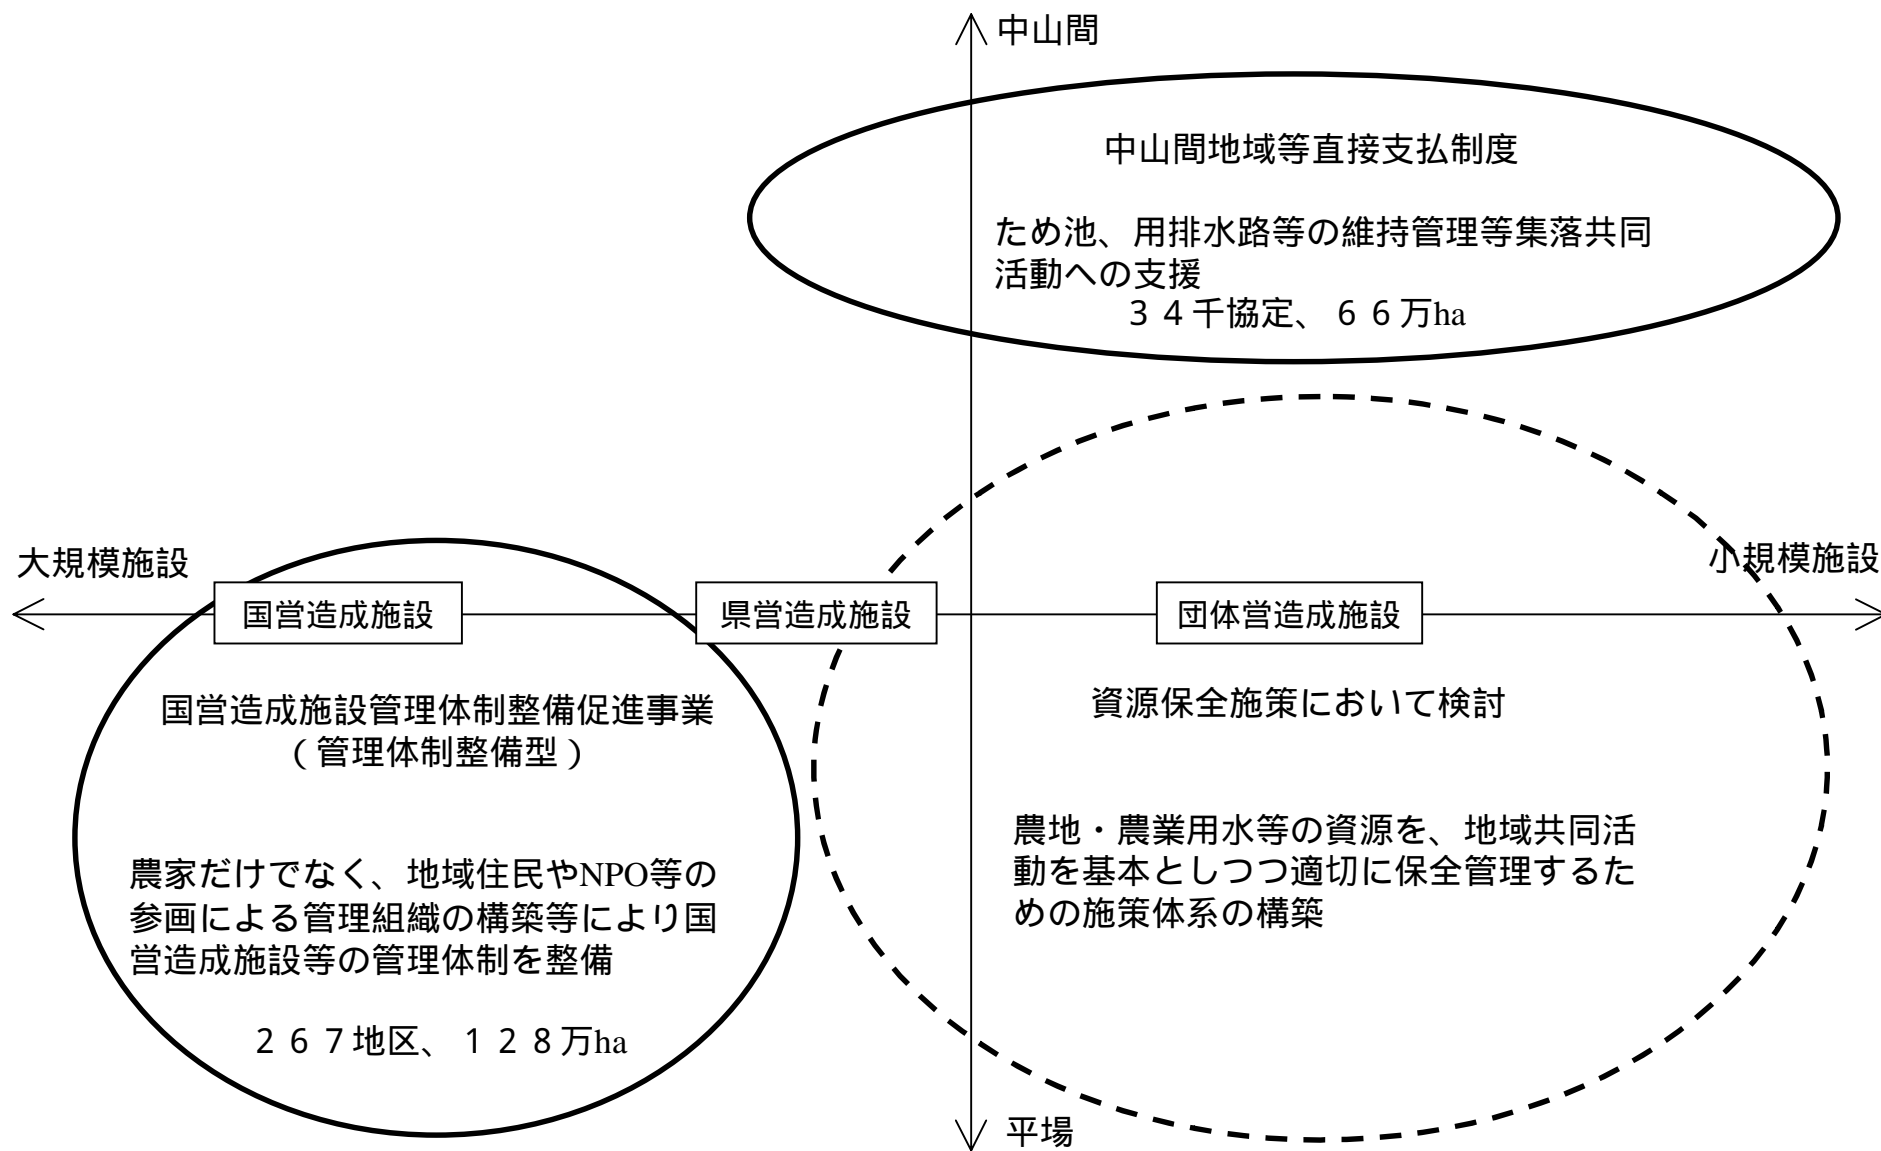 中山間
中山間地域等直接支払制度
ため池、用排水路等の維持管理等集落共同
活動への支援
３４千協定、６６万ha
大規模施設
小規模施設
国営造成施設
県営造成施設
団体営造成施設
国営造成施設管理体制整備促進事業
（管理体制整備型）
農家だけでなく、地域住民やNPO等の
参画による管理組織の構築等により国
営造成施設等の管理体制を整備
２６７地区、１２８万ha
資源保全施策において検討
農地・農業用水等の資源を、地域共同活
動を基本としつつ適切に保全管理するた
めの施策体系の構築
平場